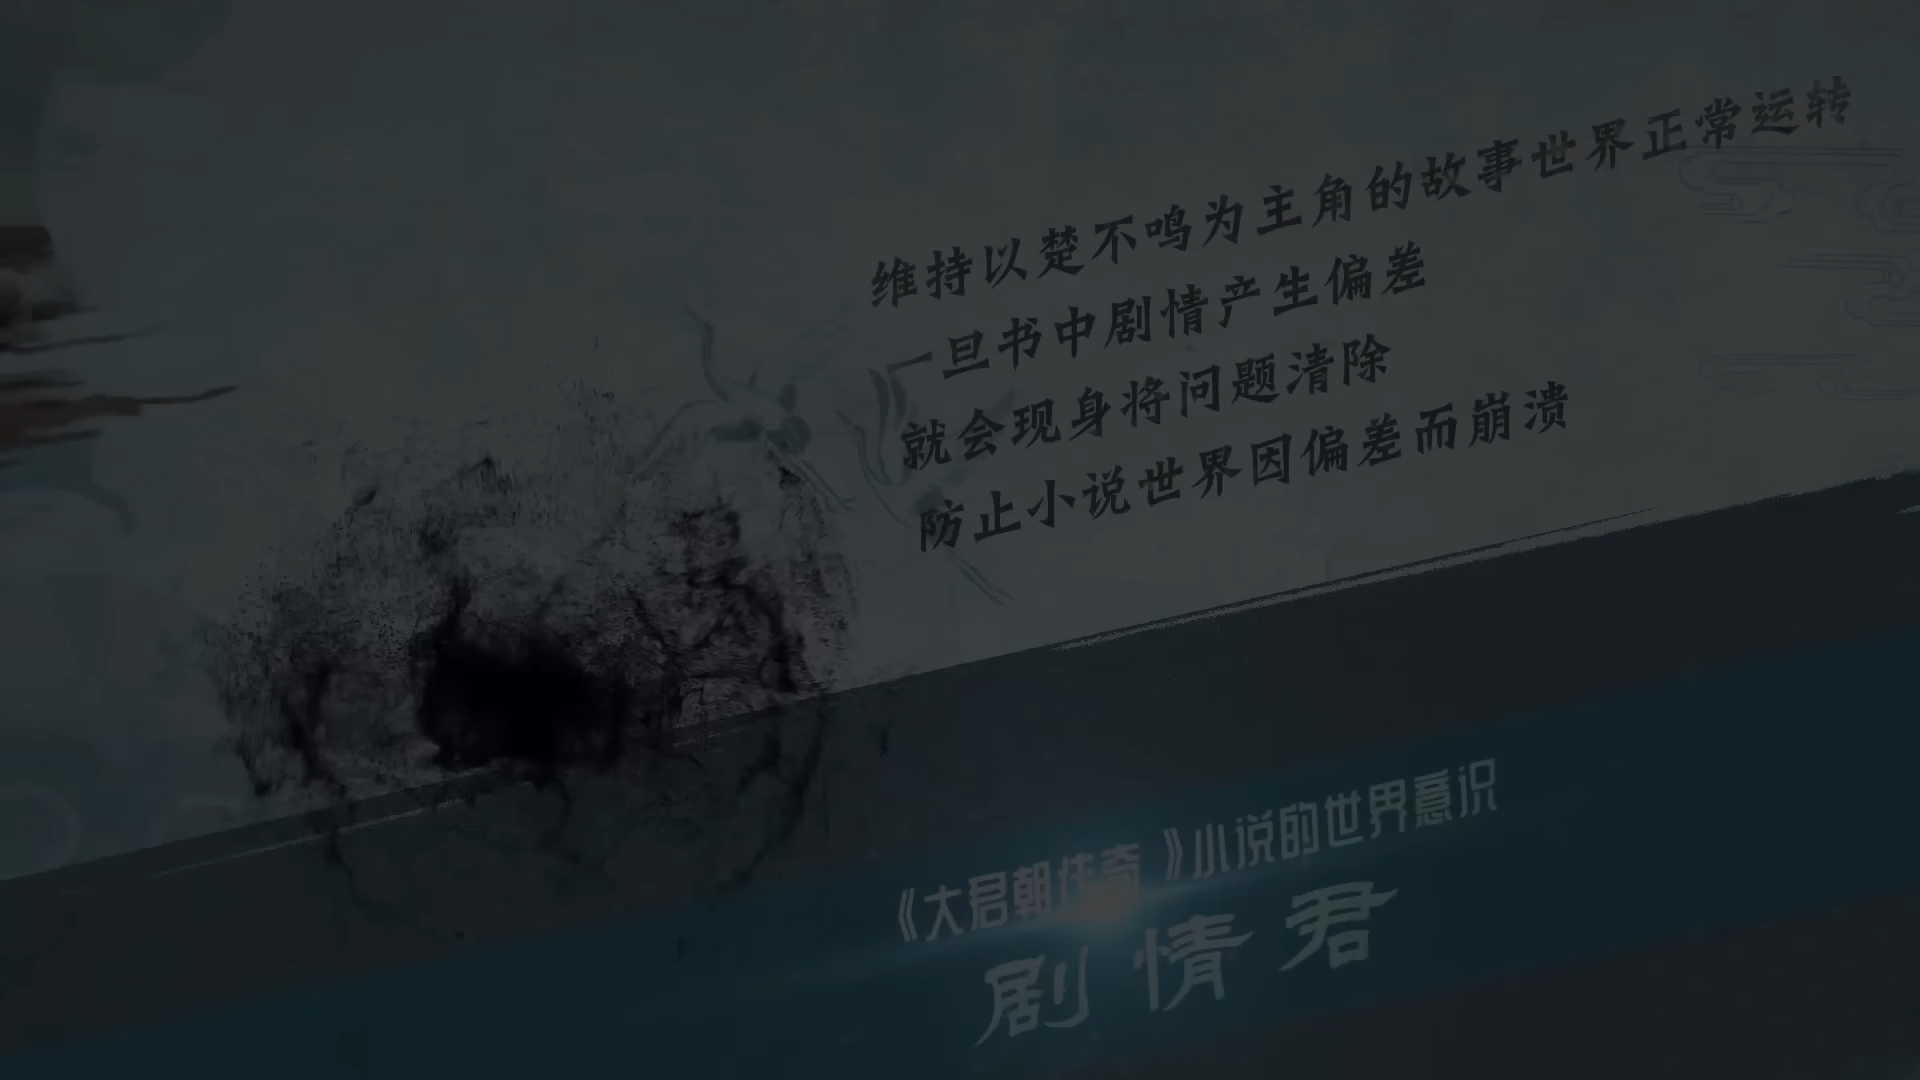 维持以楚不鸣为主角的故事世界正常运转
一旦书中剧情产生偏差
就会现身将问题清除
防止小说世界因偏差而崩溃
《大君朝传奇》小说的世界意识
剧情君